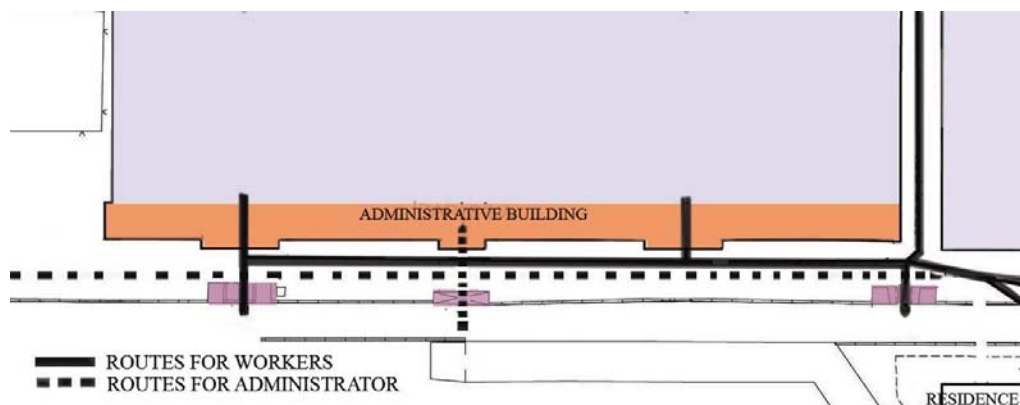 ADMINISTRATIVE BUILDING
ROUTES FOR WORKERS
ROUTES FOR ADMINISTRATOR
RESIDENCE